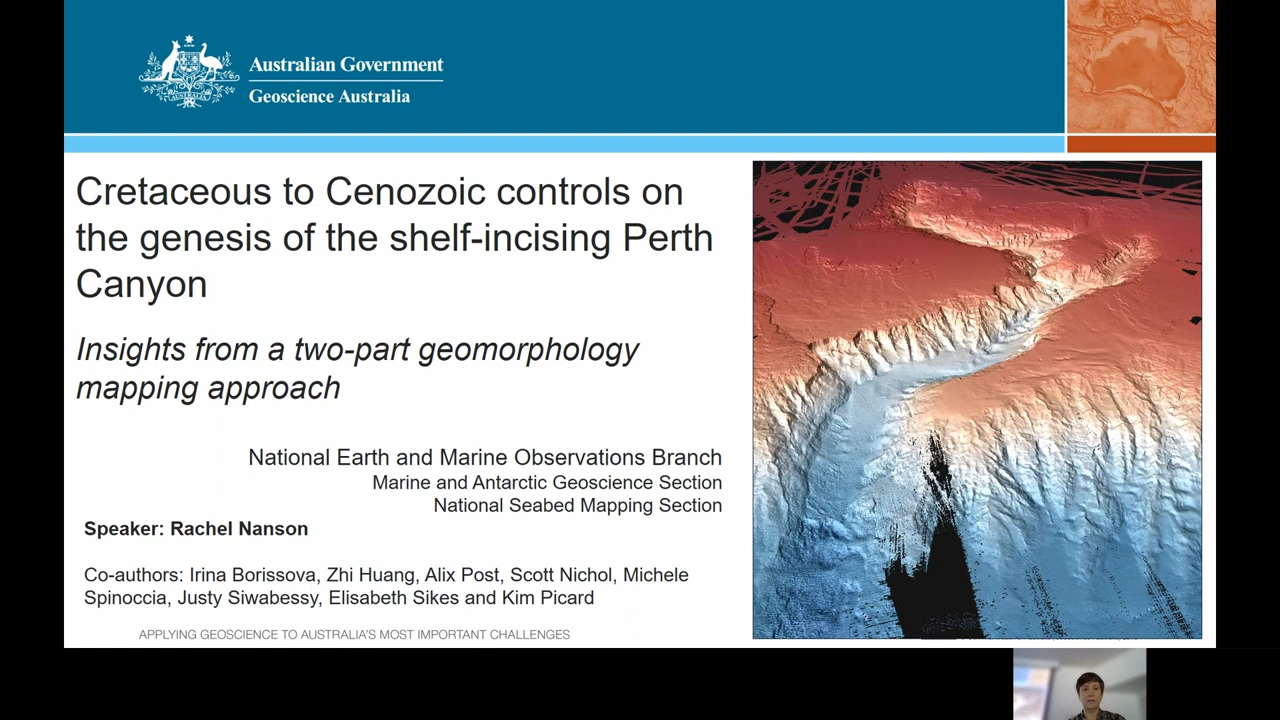 Australian Government
Geoscience Australia
Cretaceous to Cenozoic controls on
the genesis of the shelf-incising Perth
Canyon
Insights from a two-part geomorphology
mapping approach
National Earth and Marine Observations Branch
Marine and Antarctic Geoscience Section
National Seabed Mapping Section
Speaker: Rachel Nanson
Co-authors: Irina Borissova, Zhi Huang, Alix Post, Scott Nichol, Michele
Spinoccia, Justy Siwabessy, Elisabeth Sikes and Kim Picard
APPLYING GEOSCIENCE TO AUSTRALIA'S MOST IMPORTANT CHALLENGES